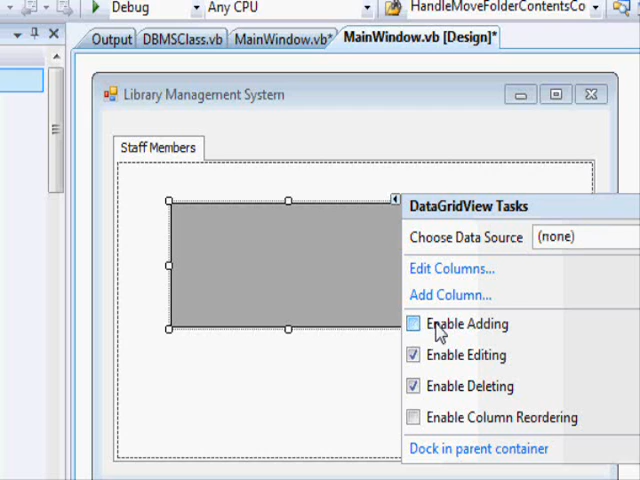 Debug Any CPU HandleMoveFolderContentsCo
Output DBMSClass.vb MainWindow.vb* MainWindow.vb [Design]*
Library Management System
Staff Members
DataGridView Tasks
Choose Data Source (none)
Edit Columns...
Add Column...
Enable Adding
Enable Editing
Enable Deleting
Enable Column Reordering
Dock in parent container